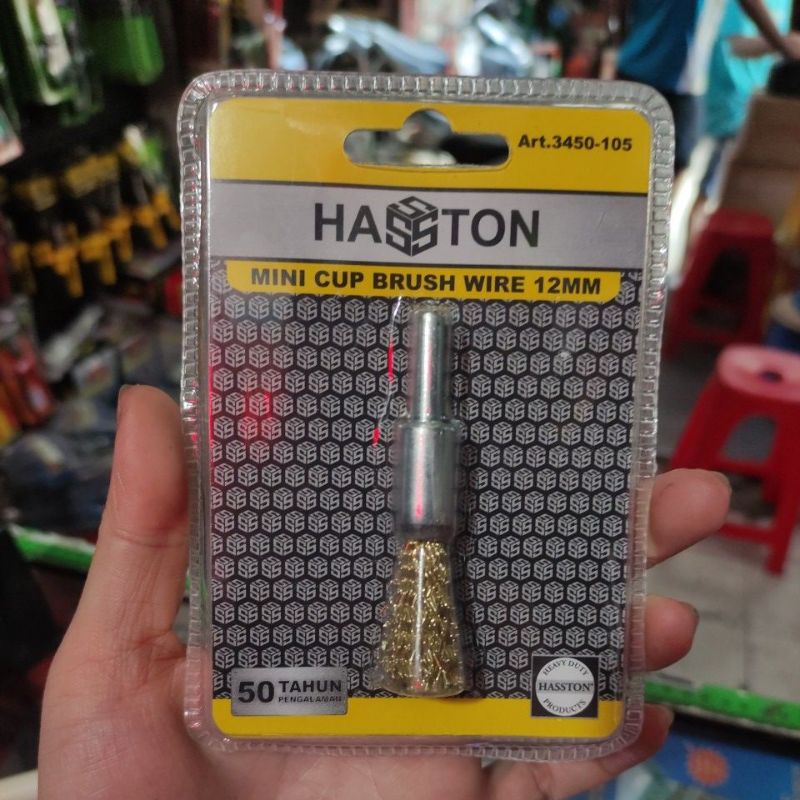 Art.3450-105
HASSTON
MINI CUP BRUSH WIRE 12MM
50 TAHUN
PENGALAMAN
HEAVY DUTY
HASSTON
PRODUCTS